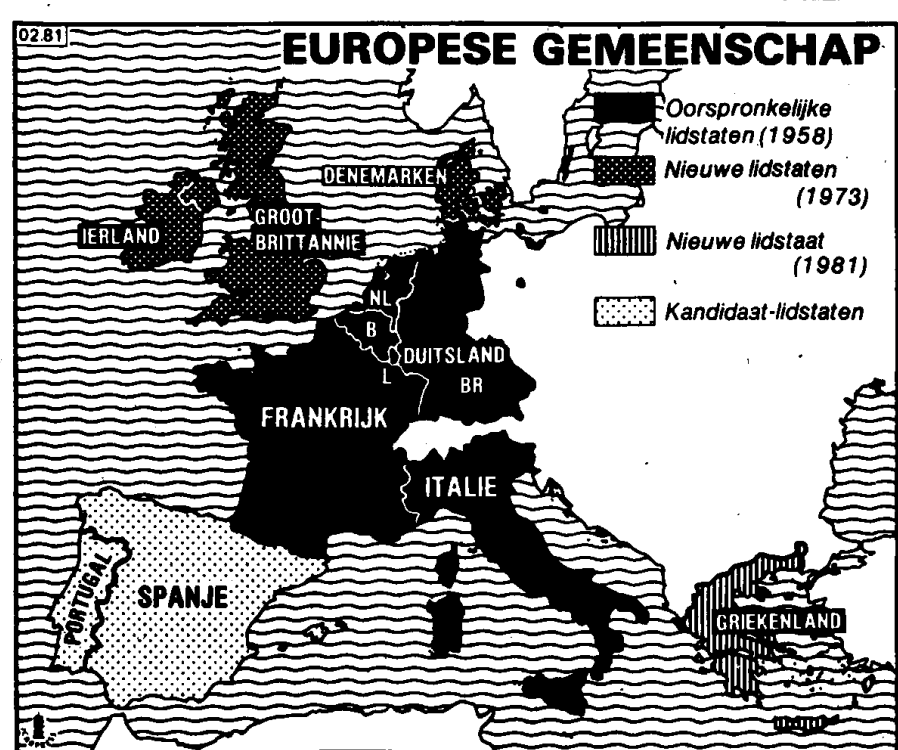 02.81
EUROPESE GEMEENSCHAP
Oorspronkelijke
lidstaten (1958)
Nieuwe lidstaten
(1973)
Nieuwe lidstaat
(1981)
Kandidaat-lidstaten
DENEMARKEN
IERLAND
GROOT-
BRITTANNIE
NL
B
L
DUITSLAND
BR
FRANKRIJK
ITALIE
PORTUGAL
SPANJE
GRIEKENLAND